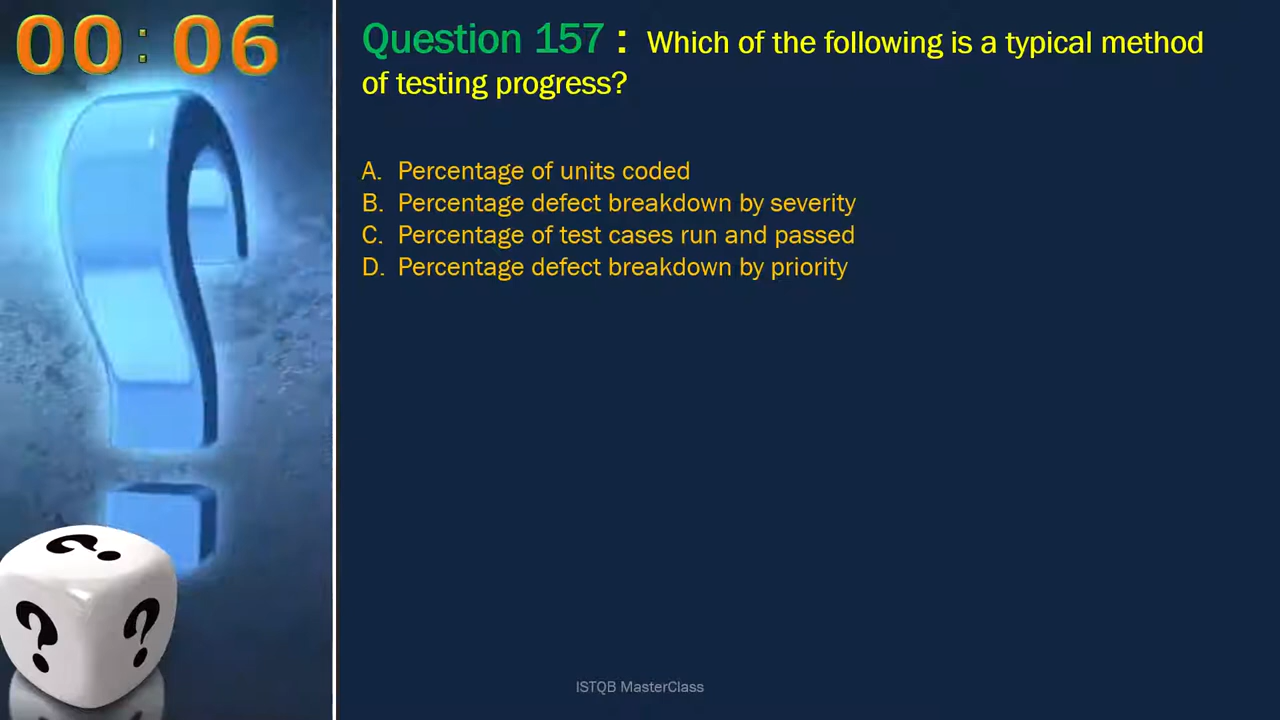 00:06
Question 157 : Which of the following is a typical method
of testing progress?
A. Percentage of units coded
B. Percentage defect breakdown by severity
C. Percentage of test cases run and passed
D. Percentage defect breakdown by priority
?
? ? ?
ISTQB MasterClass